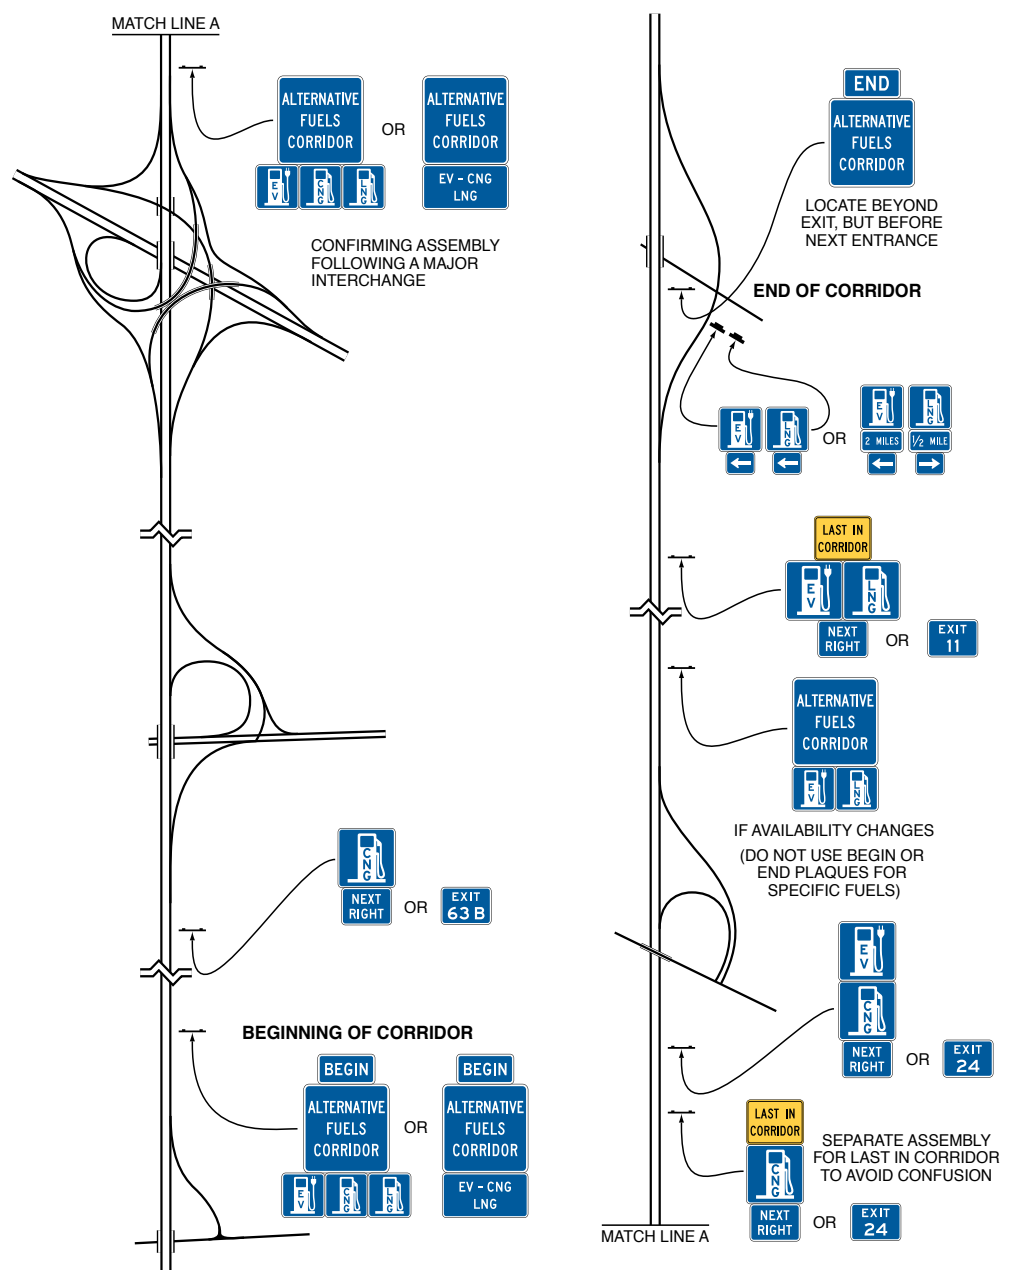 MATCH LINE A
ALTERNATIVE
FUELS
CORRIDOR
EV
CNG
LNG
OR
ALTERNATIVE
FUELS
CORRIDOR
EV – CNG
LNG
CONFIRMING ASSEMBLY
FOLLOWING A MAJOR
INTERCHANGE
CNG
NEXT
RIGHT
OR
EXIT
63 B
BEGINNING OF CORRIDOR
BEGIN
ALTERNATIVE
FUELS
CORRIDOR
EV
CNG
LNG
OR
BEGIN
ALTERNATIVE
FUELS
CORRIDOR
EV – CNG
LNG
END
ALTERNATIVE
FUELS
CORRIDOR
LOCATE BEYOND
EXIT, BUT BEFORE
NEXT ENTRANCE
END OF CORRIDOR
EV
LNG
OR
EV
2 MILES
LNG
1/2 MILE
LAST IN
CORRIDOR
EV
LNG
NEXT
RIGHT
OR
EXIT
11
ALTERNATIVE
FUELS
CORRIDOR
EV
LNG
IF AVAILABILITY CHANGES
(DO NOT USE BEGIN OR
END PLAQUES FOR
SPECIFIC FUELS)
EV
CNG
NEXT
RIGHT
OR
EXIT
24
LAST IN
CORRIDOR
CNG
NEXT
RIGHT
OR
EXIT
24
SEPARATE ASSEMBLY
FOR LAST IN CORRIDOR
TO AVOID CONFUSION
MATCH LINE A